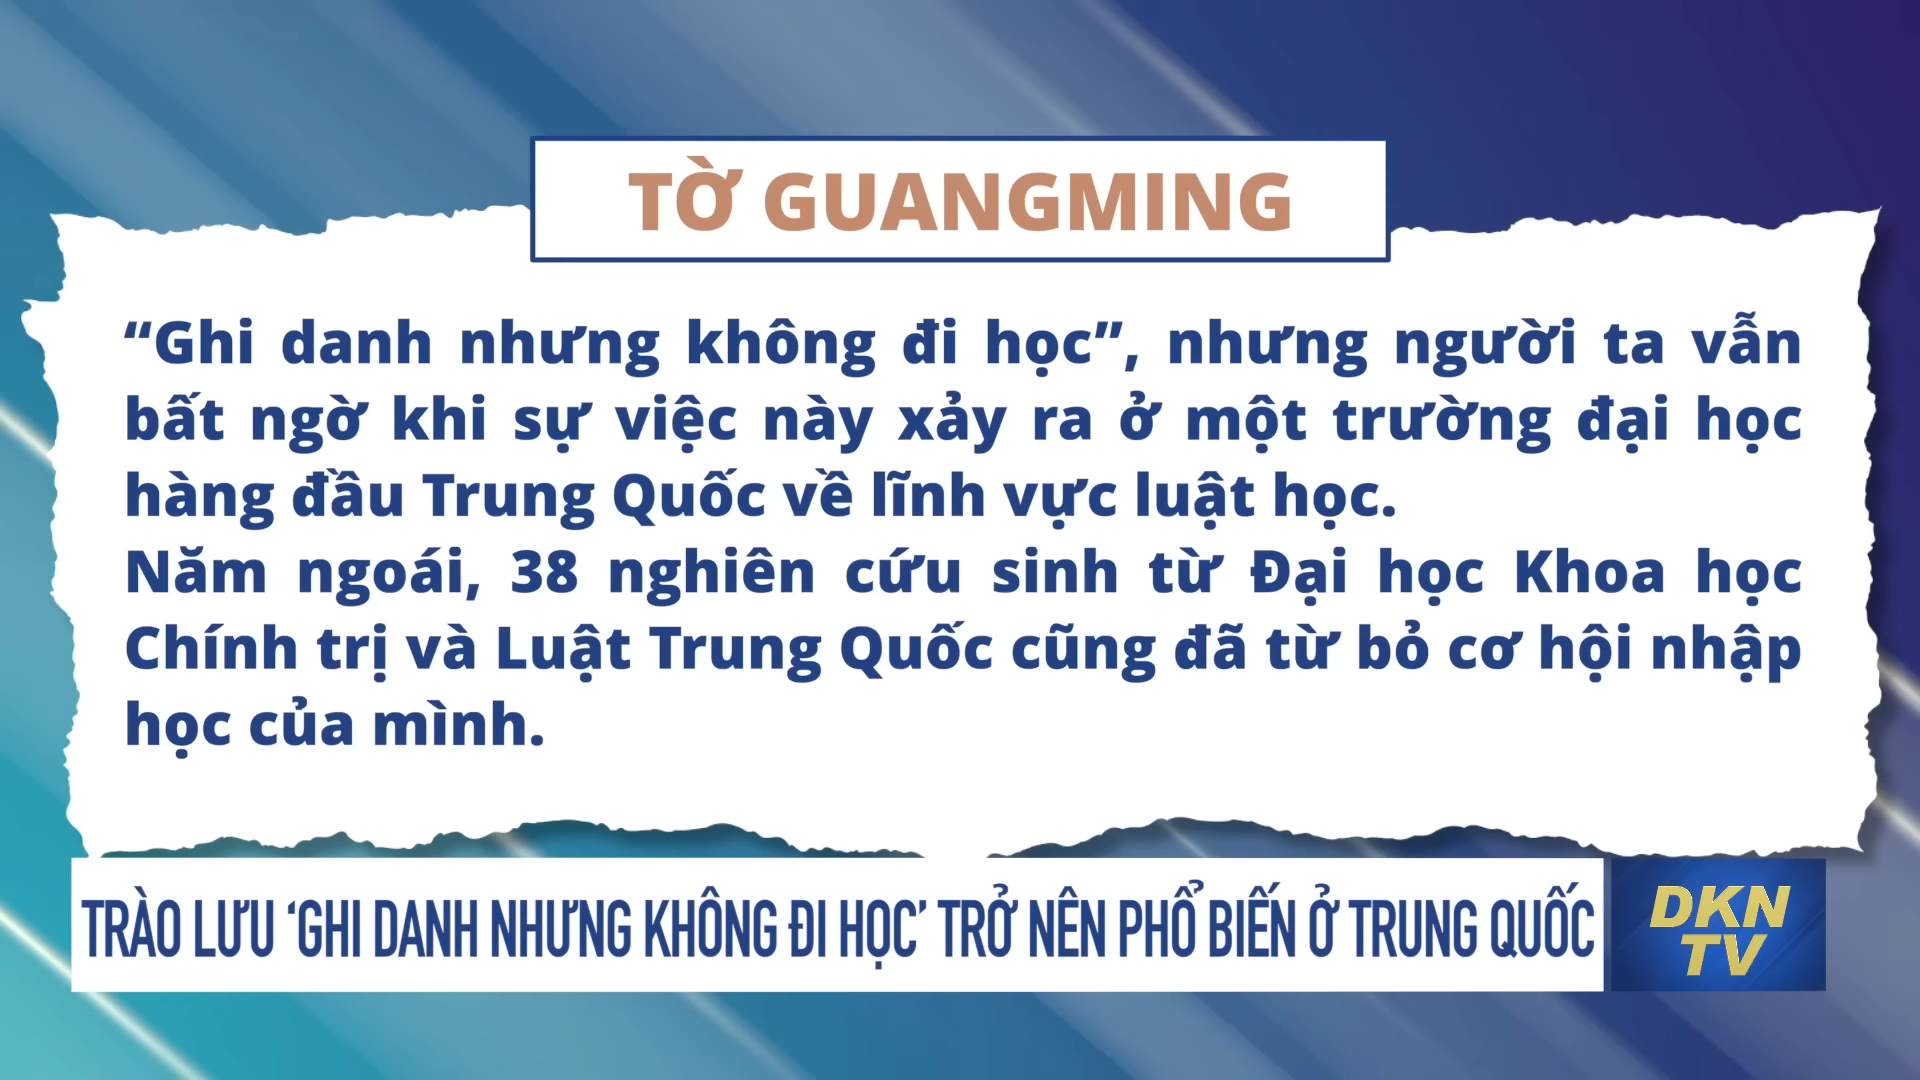 TỜ GUANGMING
“Ghi danh nhưng không đi học”, nhưng người ta vẫn
bất ngờ khi sự việc này xảy ra ở một trường đại học
hàng đầu Trung Quốc về lĩnh vực luật học.
Năm ngoái, 38 nghiên cứu sinh từ Đại học Khoa học
Chính trị và Luật Trung Quốc cũng đã từ bỏ cơ hội nhập
học của mình.
TRÀO LƯU ‘GHI DANH NHƯNG KHÔNG ĐI HỌC’ TRỞ NÊN PHỔ BIẾN Ở TRUNG QUỐC
DKN
TV